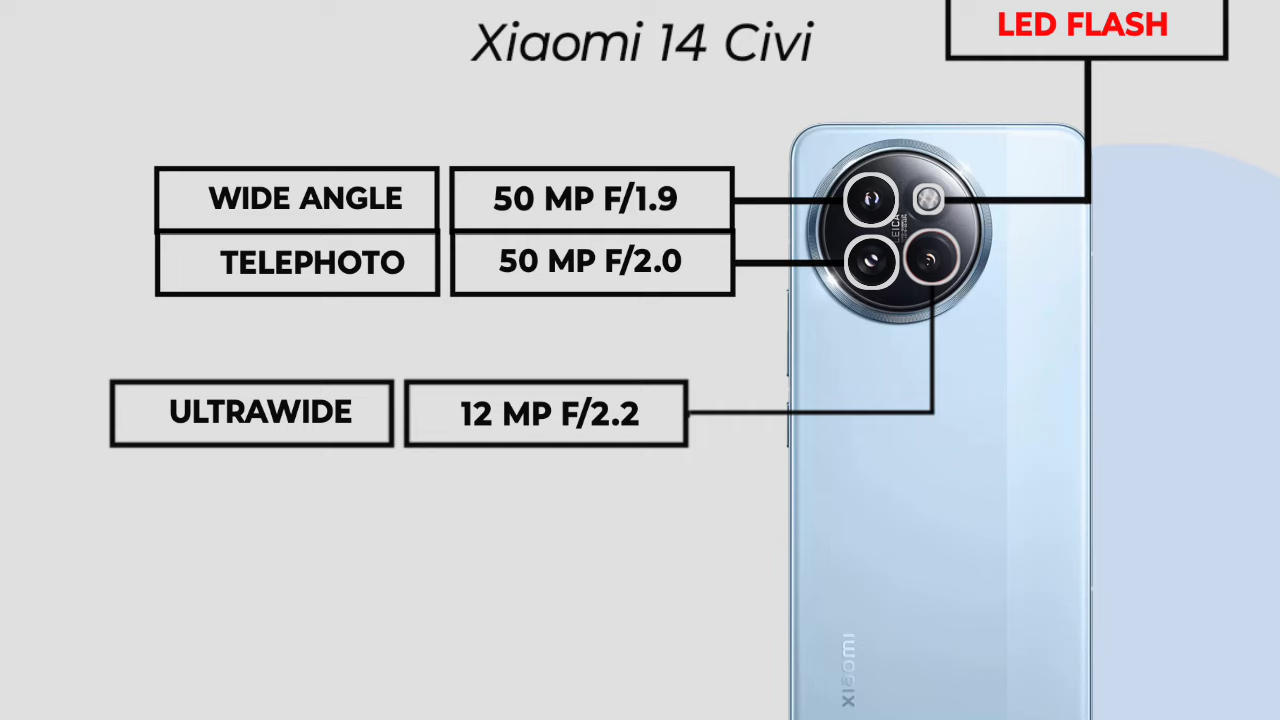 Xiaomi 14 Civi
LED FLASH
WIDE ANGLE 50 MP F/1.9
TELEPHOTO 50 MP F/2.0
LEICA
ULTRAWIDE 12 MP F/2.2
xiaomi